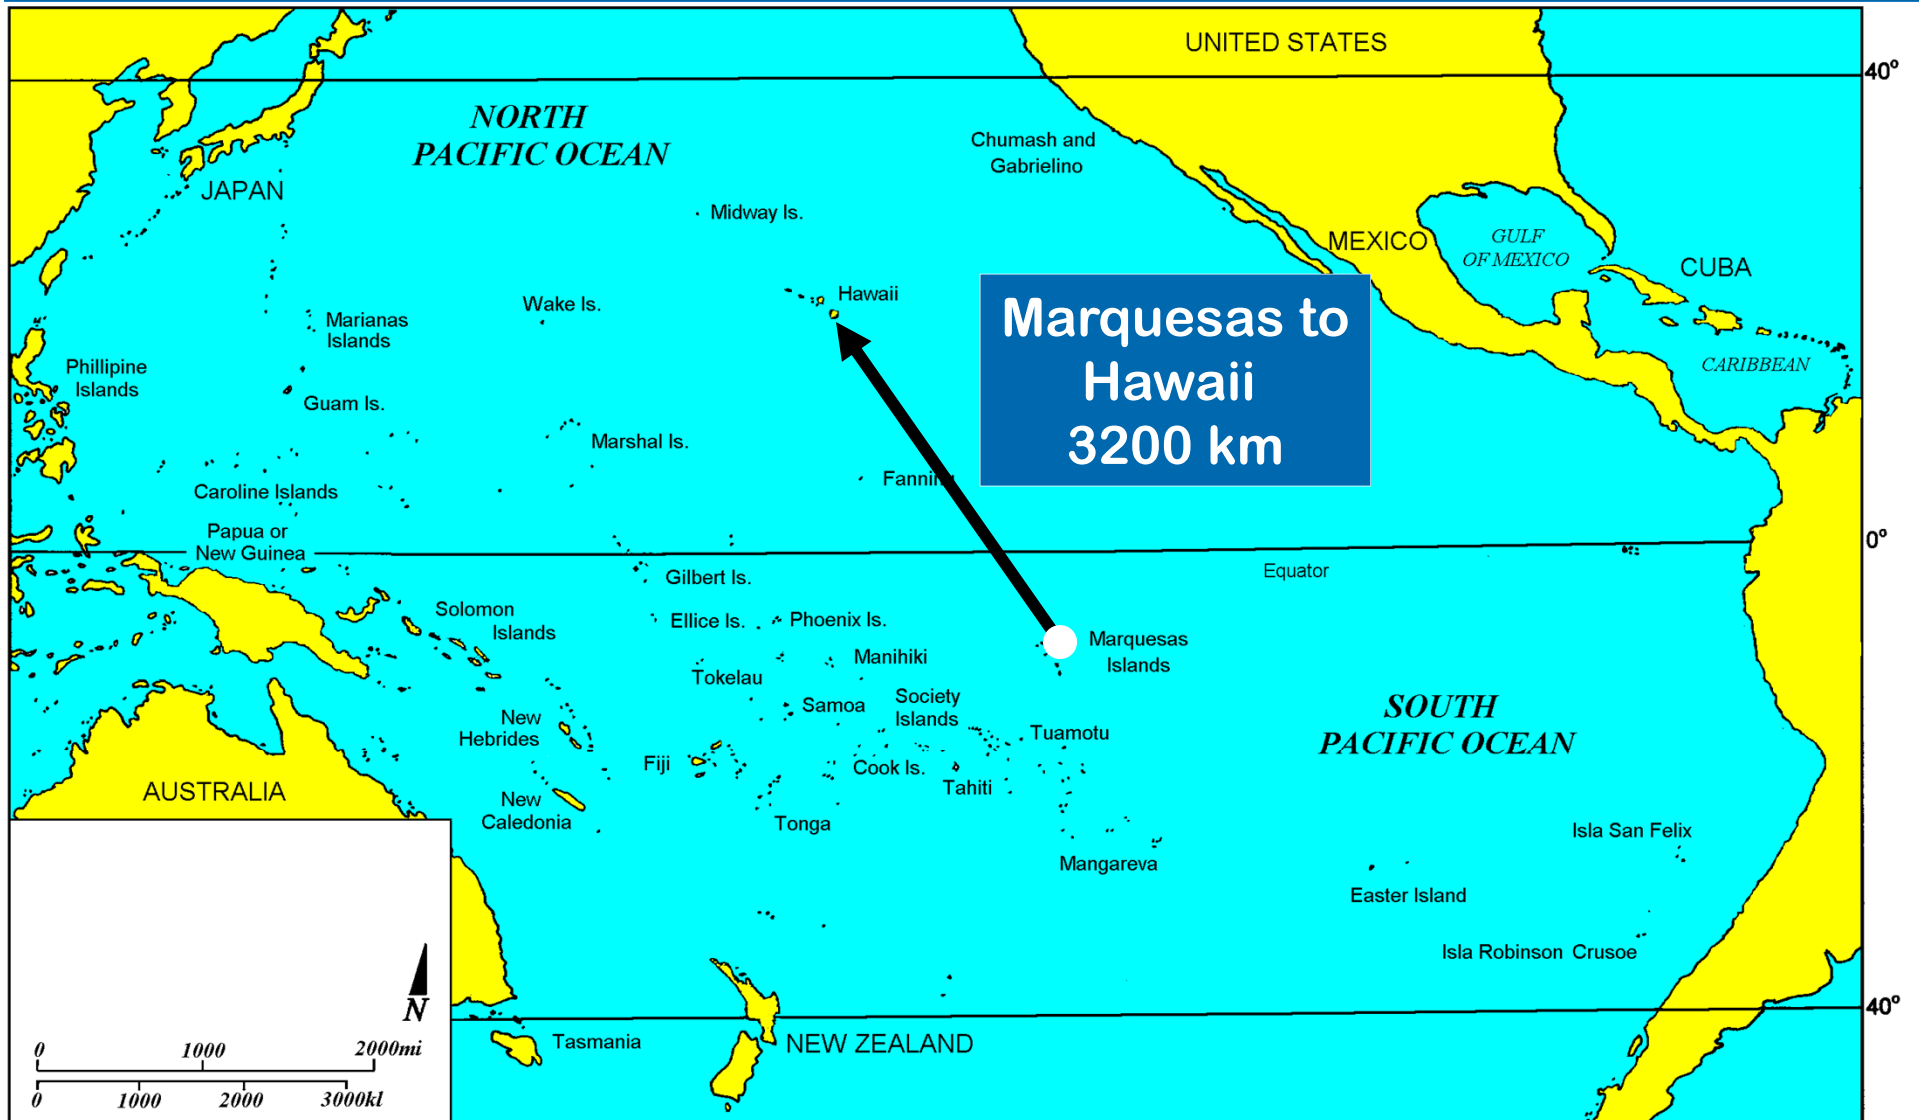 UNITED STATES
40º
NORTH
PACIFIC OCEAN
Chumash and
Gabrielino
JAPAN
Midway Is.
MEXICO
GULF
OF MEXICO
CUBA
Hawaii
Wake Is.
Marianas
Islands
Marquesas to
Hawaii
3200 km
Phillipine
Islands
CARIBBEAN
Guam Is.
Marshal Is.
Caroline Islands
Papua or
New Guinea
0º
Equator
Gilbert Is.
Solomon
Islands
Ellice Is.
Phoenix Is.
Marquesas
Islands
Manihiki
Tokelau
Society
Islands
Samoa
SOUTH
PACIFIC OCEAN
New
Hebrides
Tuamotu
Fiji
Cook Is.
Tahiti
AUSTRALIA
New
Caledonia
Tonga
Isla San Felix
Mangareva
Easter Island
Isla Robinson Crusoe
N
40º
Tasmania
NEW ZEALAND
0 1000 2000mi
0 1000 2000 3000kl